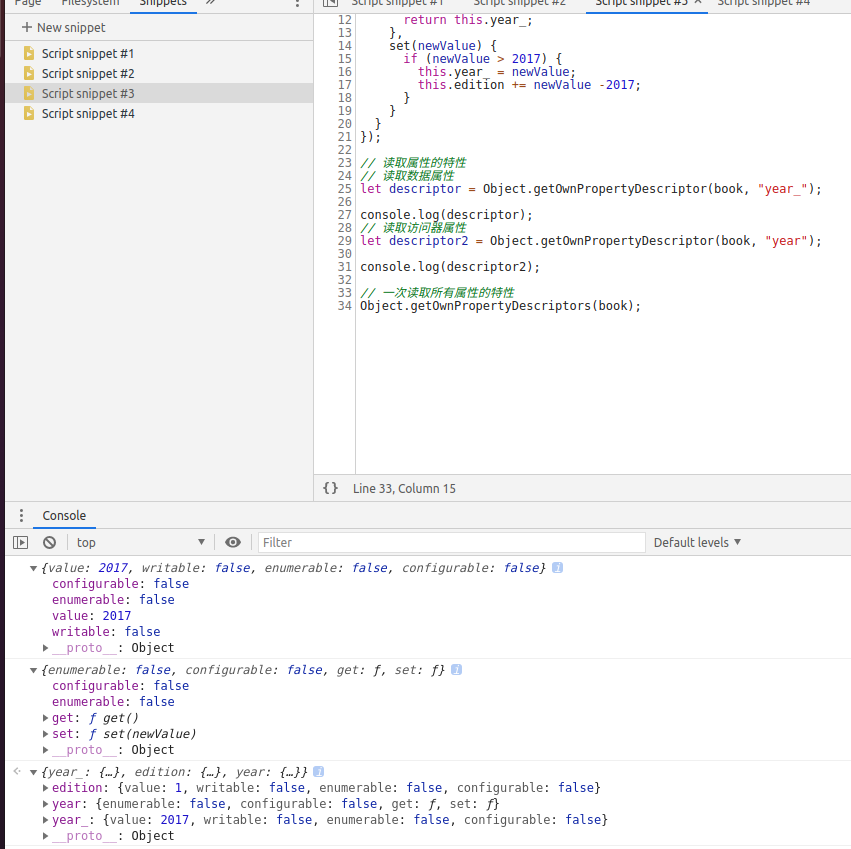 Page Filesystem Snippets »
Script snippet #1 Script snippet #2 Script snippet #3 × Script snippet #4
+ New snippet
Script snippet #1
Script snippet #2
Script snippet #3
Script snippet #4
12 return this.year_;
13 },
14 set(newValue) {
15 if (newValue > 2017) {
16 this.year_ = newValue;
17 this.edition += newValue -2017;
18 }
19 }
20 }
21 });
22
23 // 读取属性的特性
24 // 读取数据属性
25 let descriptor = Object.getOwnPropertyDescriptor(book, "year_");
26
27 console.log(descriptor);
28 // 读取访问器属性
29 let descriptor2 = Object.getOwnPropertyDescriptor(book, "year");
30
31 console.log(descriptor2);
32
33 // 一次读取所有属性的特性
34 Object.getOwnPropertyDescriptors(book);
{} Line 33, Column 15
Console
top Filter Default levels
{value: 2017, writable: false, enumerable: false, configurable: false} i
configurable: false
enumerable: false
value: 2017
writable: false
__proto__: Object
{enumerable: false, configurable: false, get: ƒ, set: ƒ} i
configurable: false
enumerable: false
get: ƒ get()
set: ƒ set(newValue)
__proto__: Object
{year_: {…}, edition: {…}, year: {…}} i
edition: {value: 1, writable: false, enumerable: false, configurable: false}
year: {enumerable: false, configurable: false, get: ƒ, set: ƒ}
year_: {value: 2017, writable: false, enumerable: false, configurable: false}
__proto__: Object